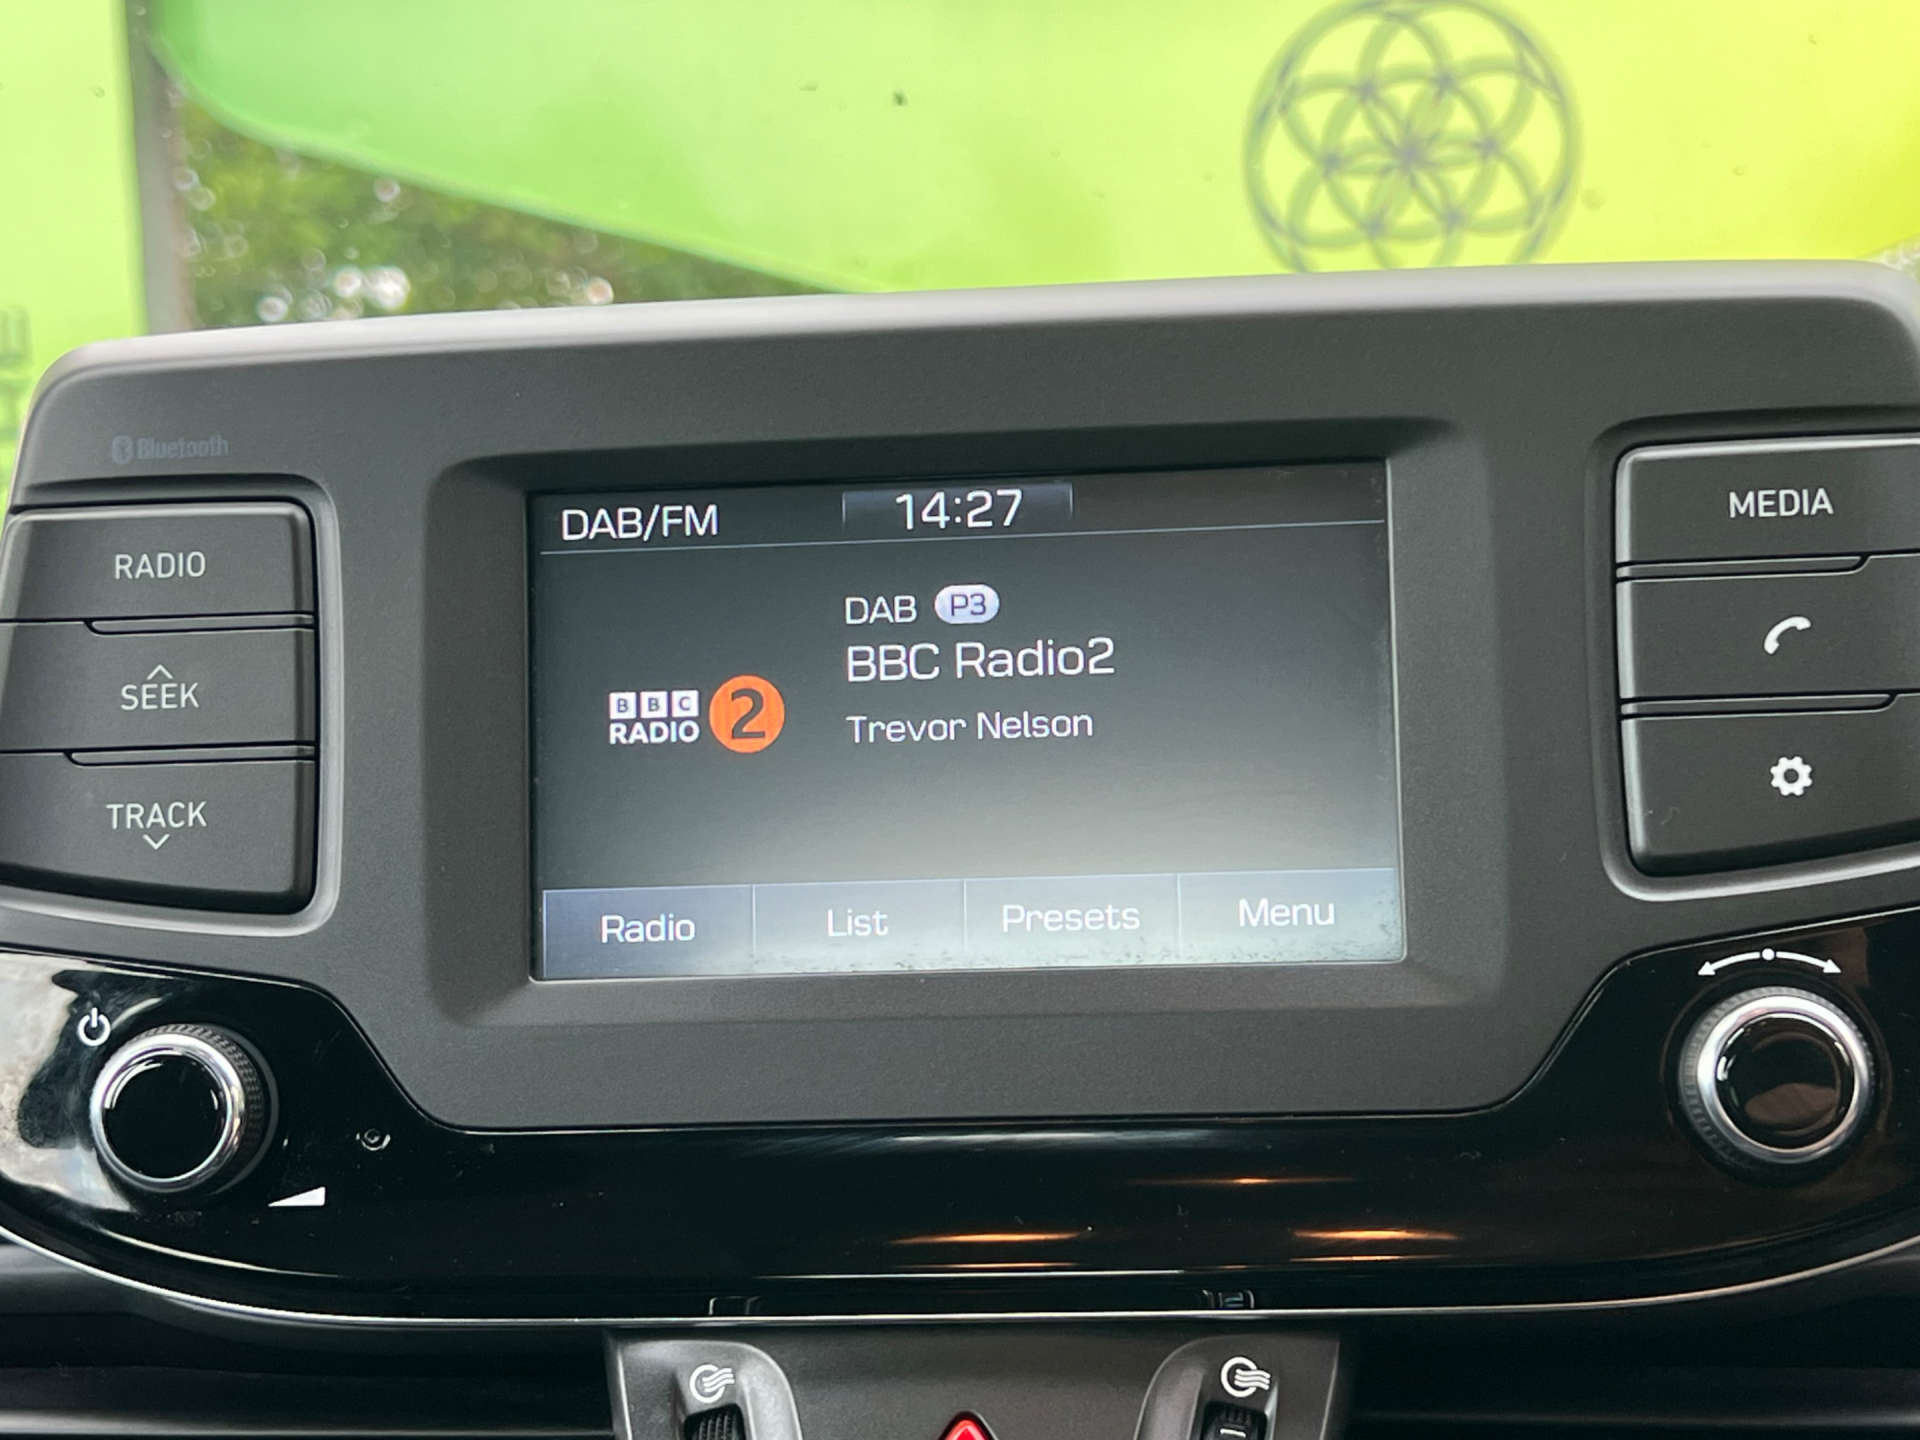 Bluetooth
RADIO
SEEK
TRACK
DAB/FM
14:27
DAB P3
BBC Radio2
Trevor Nelson
BBC
RADIO 2
Radio
List
Presets
Menu
MEDIA